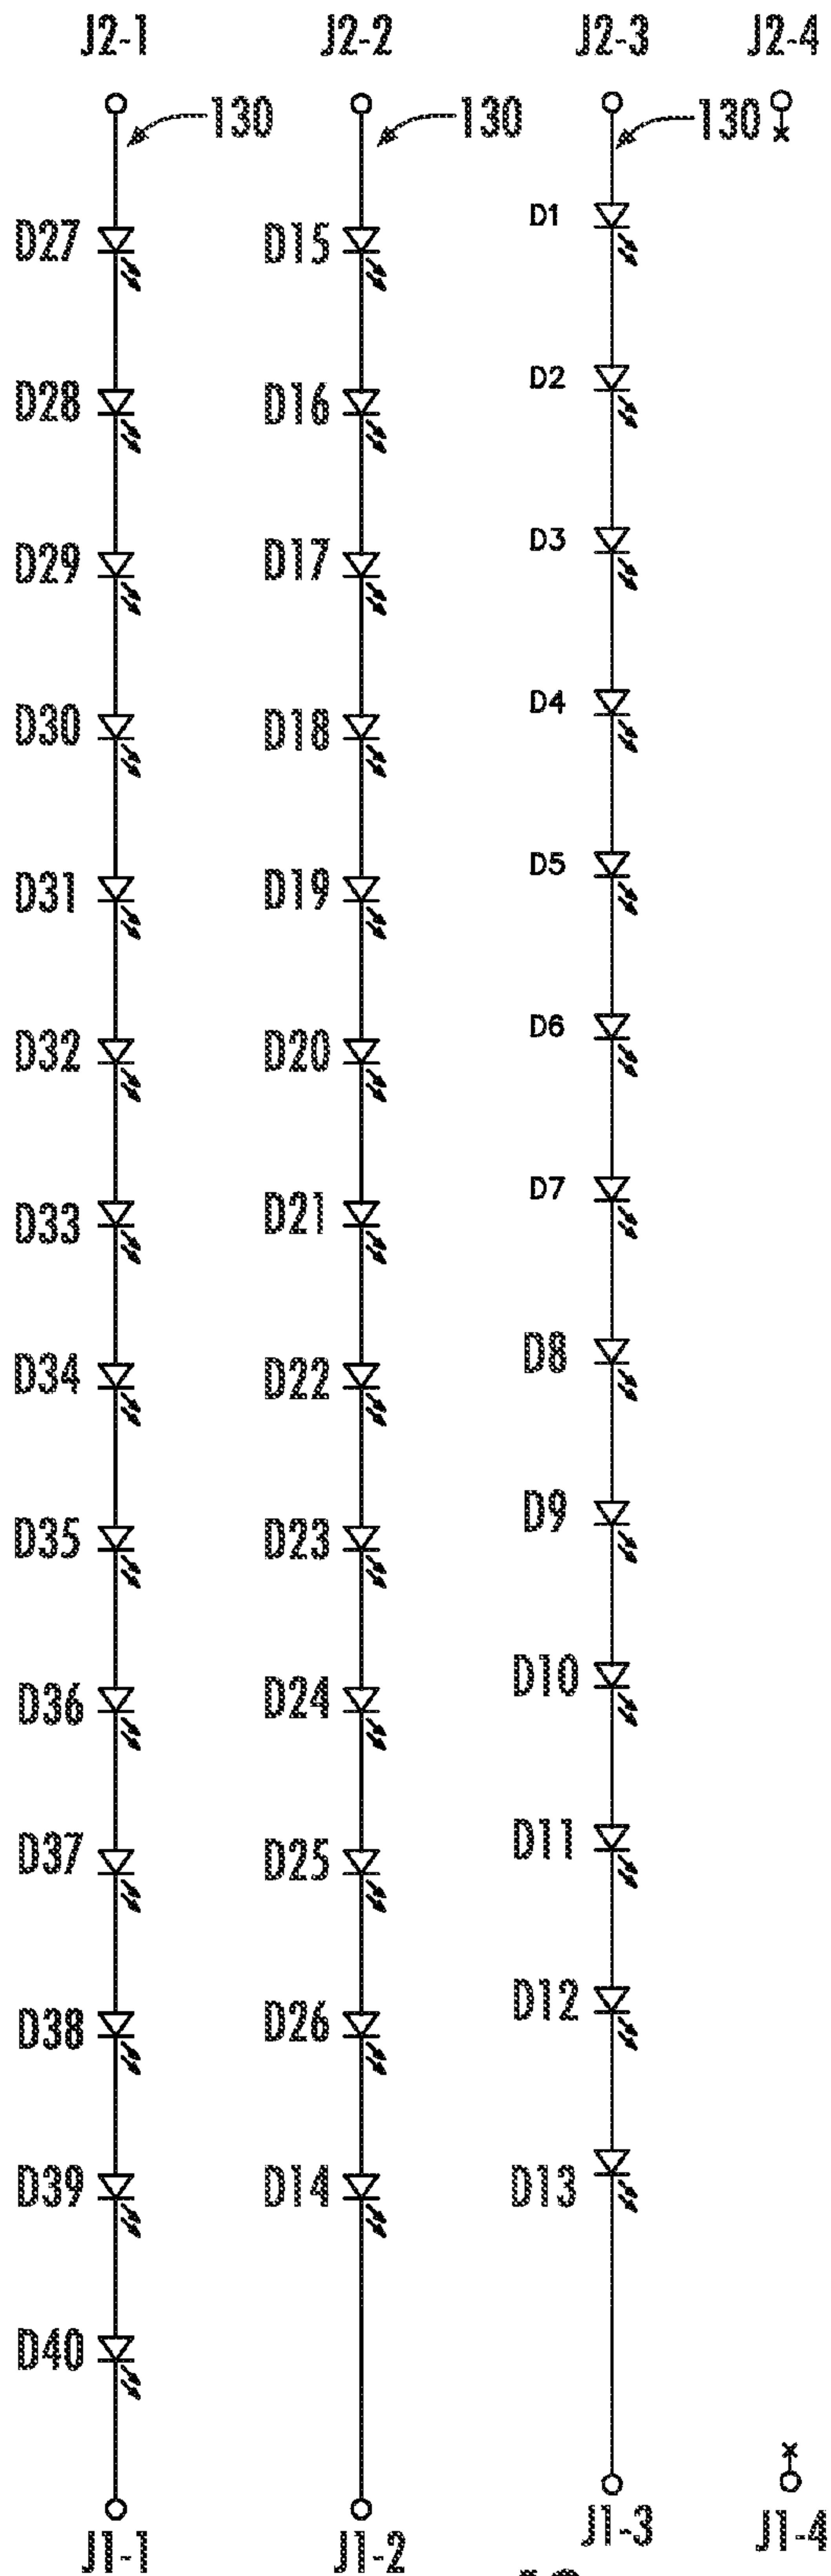 J2-1 J2-2 J2-3 J2-4
130 130 130 x
D27 D15 D1
D28 D16 D2
D29 D17 D3
D30 D18 D4
D31 D19 D5
D32 D20 D6
D33 D21 D7
D34 D22 D8
D35 D23 D9
D36 D24 D10
D37 D25 D11
D38 D26 D12
D39 D14 D13
D40
x
J1-1 J1-2 J1-3 J1-4